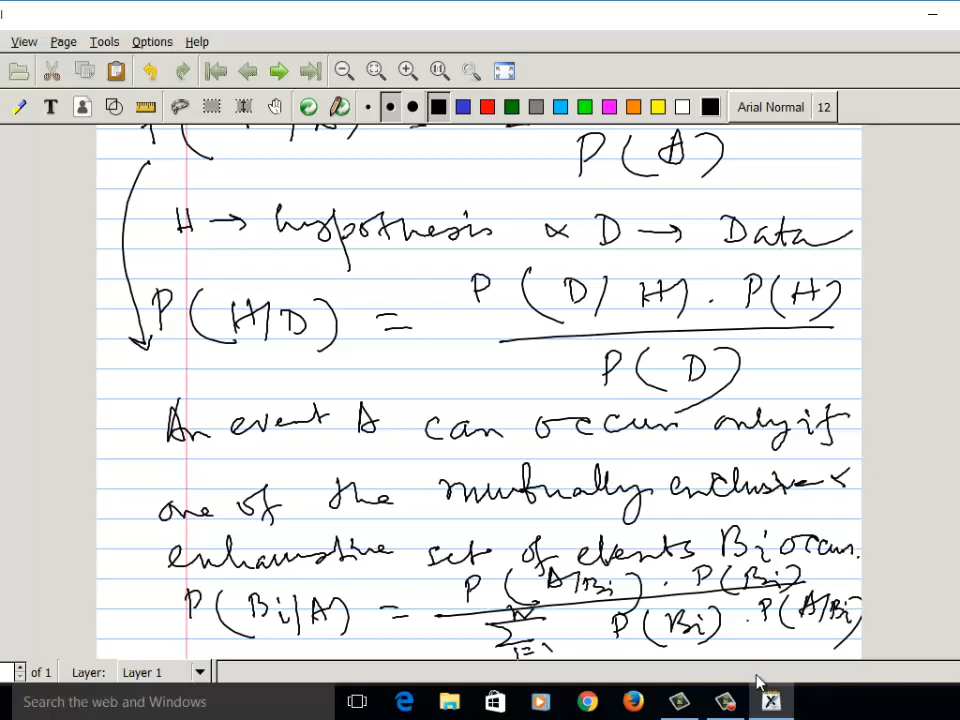 View Page Tools Options Help
Arial Normal 12
P(A)
H → hypothesis & D → Data
P(H/D) = P(D/H) . P(H) / P(D)
An event A can occur only if
one of the mutually exclusive &
exhaustive set of events Bi occurs.
P(Bi/A) = P(A/Bi) . P(Bi) / N Σ i=1 P(Bi) . P(A/Bi)
of 1 Layer: Layer 1
Search the web and Windows